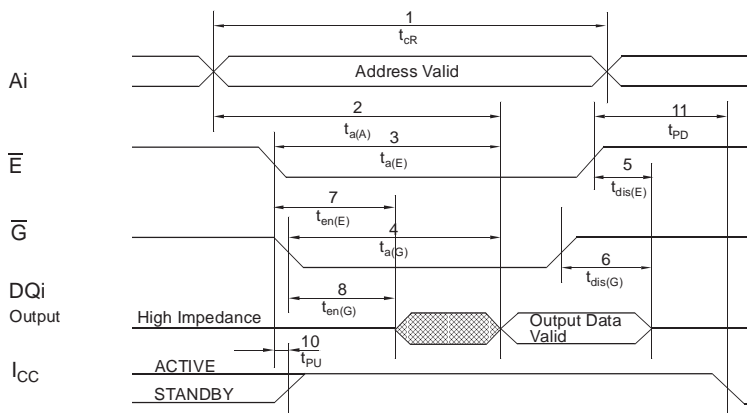 1
tcR
Ai
Address Valid
2
ta(A)
3
ta(E)
11
tPD
E
5
tdis(E)
7
ten(E)
G
4
ta(G)
6
tdis(G)
DQi
Output
8
ten(G)
High Impedance
Output Data
Valid
10
tPU
ICC
ACTIVE
STANDBY